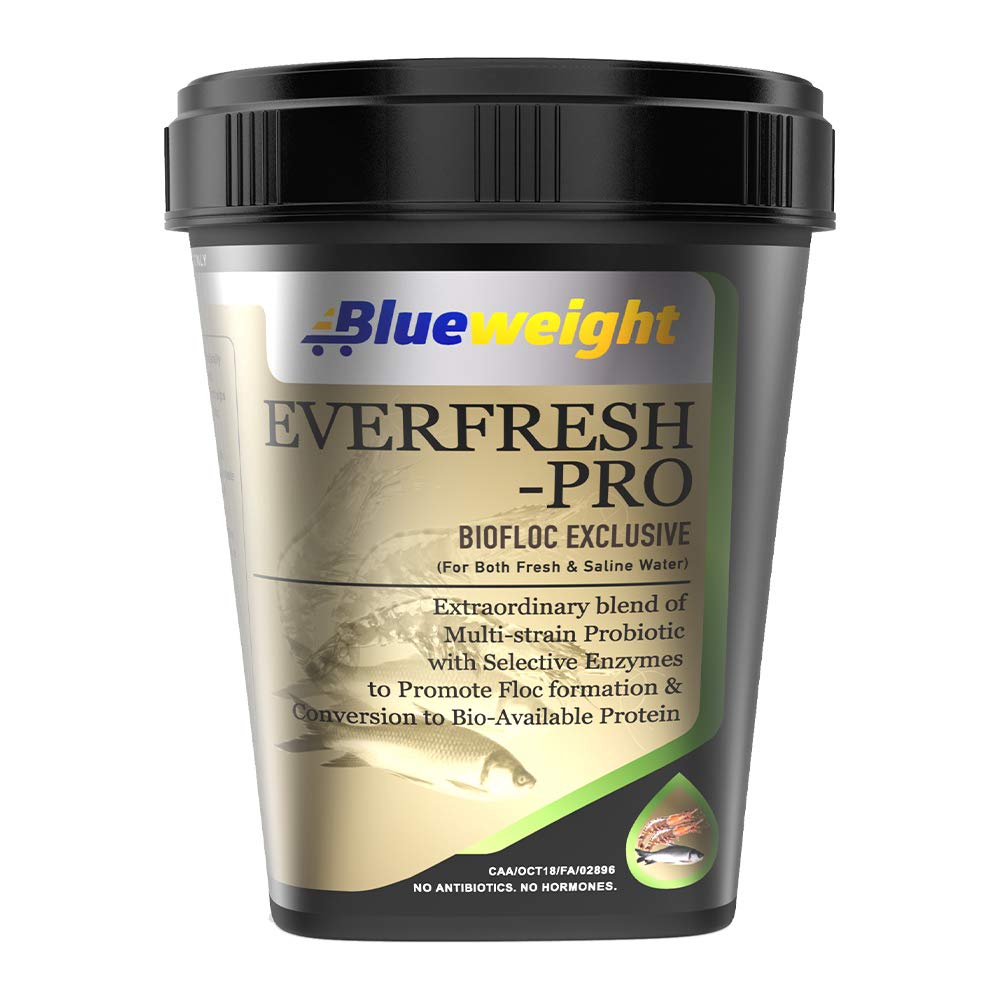 Blueweight
EVERFRESH
-PRO
BIOFLOC EXCLUSIVE
(For Both Fresh & Saline Water)
Extraordinary blend of
Multi-strain Probiotic
with Selective Enzymes
to Promote Floc formation &
Conversion to Bio-Available Protein
CAA/OCT18/FA/02896
NO ANTIBIOTICS. NO HORMONES.